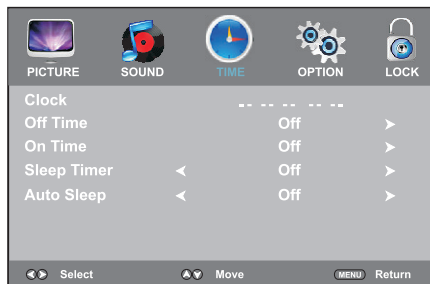 PICTURE SOUND TIME OPTION LOCK
Clock -- -- -- -- --
Off Time Off
On Time Off
Sleep Timer Off
Auto Sleep Off
Select Move MENU Return